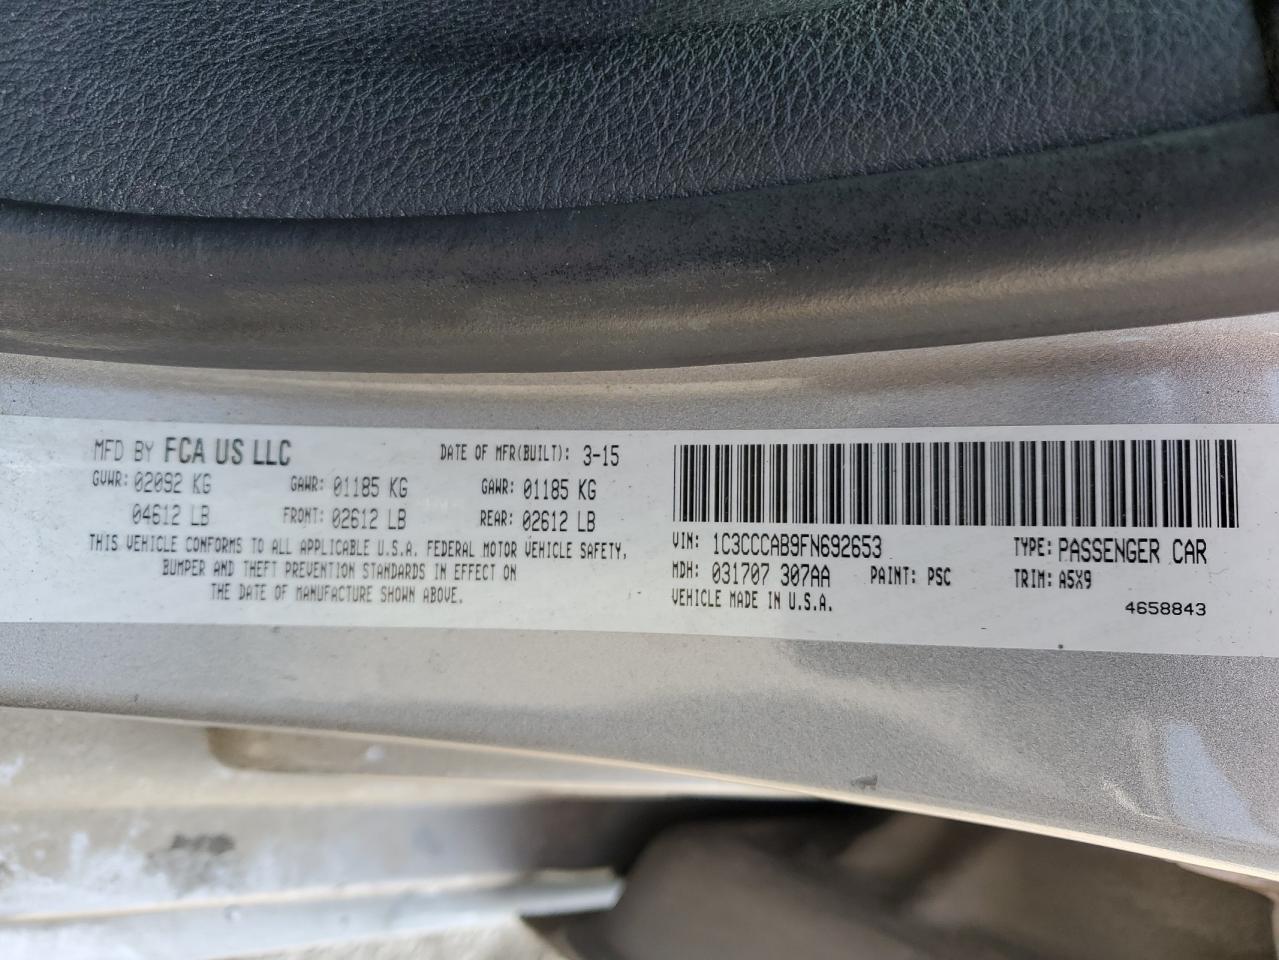 MFD BY FCA US LLC DATE OF MFR(BUILT): 3-15
GVWR: 02092 KG GAWR: 01185 KG GAWR: 01185 KG
04612 LB FRONT: 02612 LB REAR: 02612 LB
THIS VEHICLE CONFORMS TO ALL APPLICABLE U.S.A. FEDERAL MOTOR VEHICLE SAFETY,
BUMPER AND THEFT PREVENTION STANDARDS IN EFFECT ON
THE DATE OF MANUFACTURE SHOWN ABOVE.
VIN: 1C3CCCAB9FN692653 TYPE: PASSENGER CAR
MDH: 031707 307AA PAINT: PSC TRIM: A5X9
VEHICLE MADE IN U.S.A. 4658843